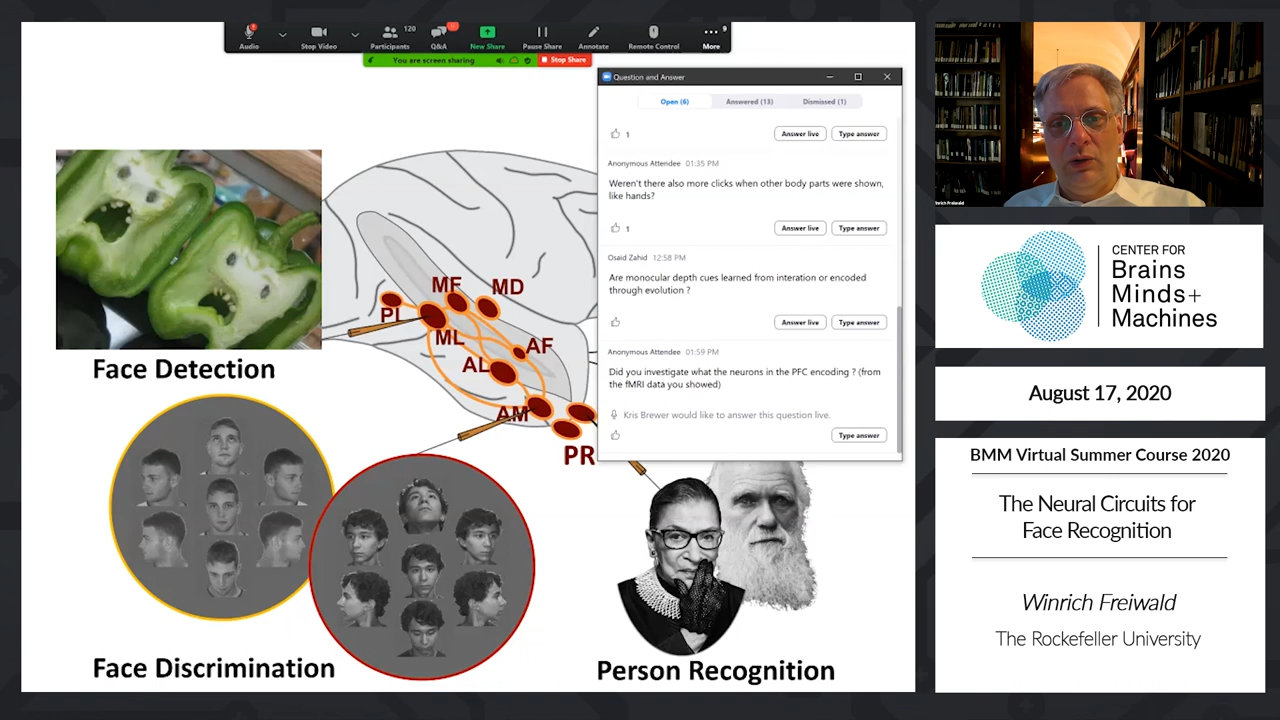 Audio
Stop Video
Participants
120
Q&A
New Share
Pause Share
Annotate
Remote Control
More
9
You are screen sharing
Stop Share
Question and Answer
Open (6)
Answered (13)
Dismissed (1)
1
Answer live
Type answer
Anonymous Attendee 01:35 PM
Weren't there also more clicks when other body parts were shown,
like hands?
1
Answer live
Type answer
Osaid Zahid 12:58 PM
Are monocular depth cues learned from interation or encoded
through evolution ?
Answer live
Type answer
Anonymous Attendee 01:59 PM
Did you investigate what the neurons in the PFC encoding ? (from
the fMRI data you showed)
Kris Brewer would like to answer this question live.
Type answer
MF
MD
PL
ML
AF
AL
AM
PR
Face Detection
Face Discrimination
Person Recognition
inrich Freiwald
CENTER FOR
Brains
Minds+
Machines
August 17, 2020
BMM Virtual Summer Course 2020
The Neural Circuits for
Face Recognition
Winrich Freiwald
The Rockefeller University